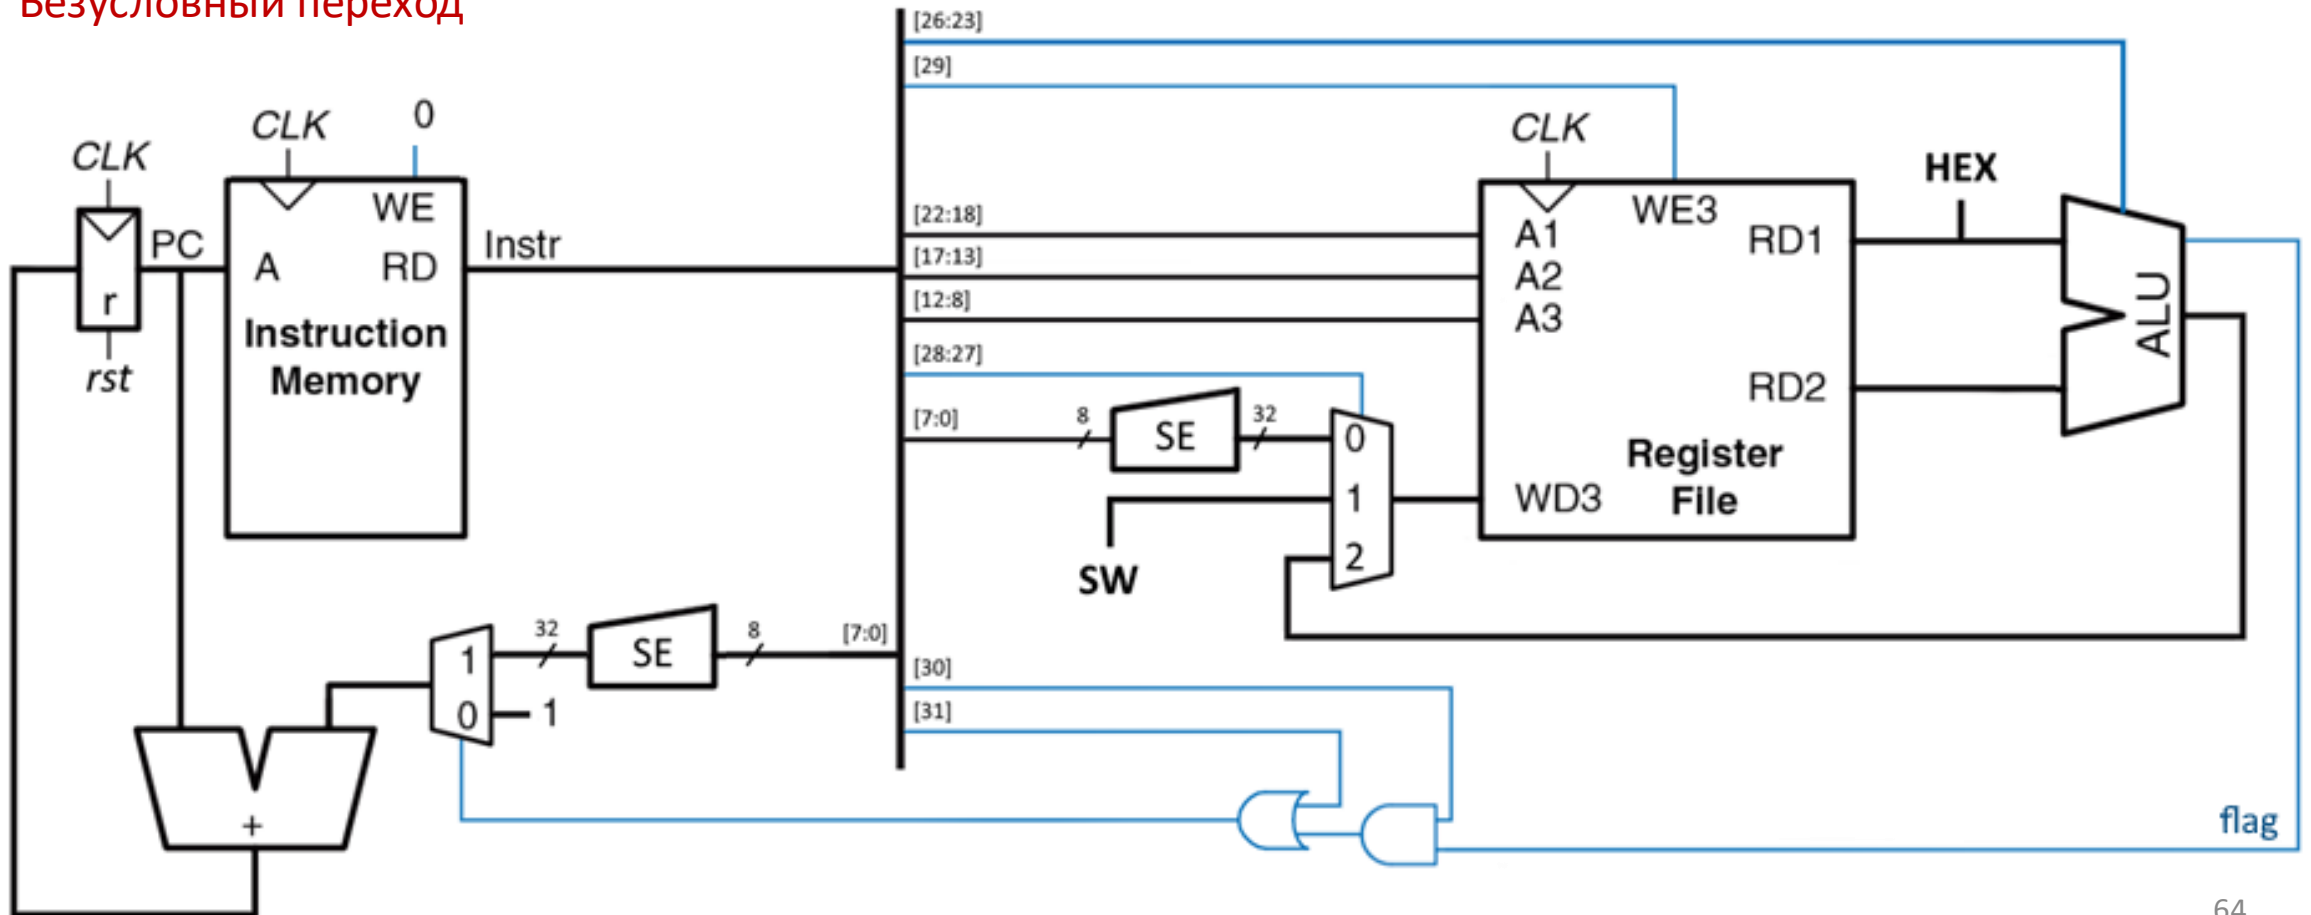 Безусловный переход
[26:23]
[29]
CLK
CLK
0
CLK
WE
WE3
HEX
[22:18]
A1
RD1
PC
Instr
A
RD
[17:13]
A2
[12:8]
A3
r
rst
Instruction
Memory
ALU
[28:27]
RD2
[7:0]
8
SE
32
0
1
2
SW
WD3
Register
File
1
0
32
SE
8
[7:0]
1
[30]
[31]
+
flag
64